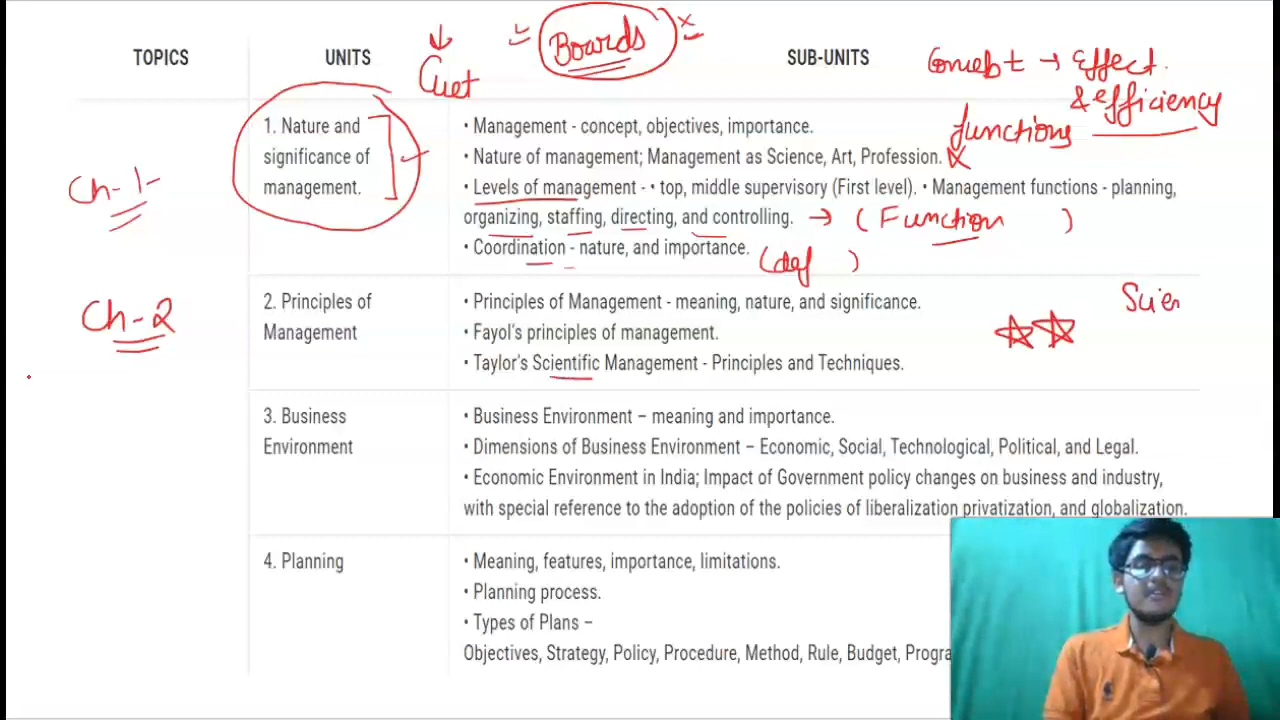 Boards
TOPICS UNITS SUB-UNITS
Cuet
Concept → Effect.
& efficiency
functions
Ch-1-
1. Nature and
significance of
management.
• Management - concept, objectives, importance.
• Nature of management; Management as Science, Art, Profession.
• Levels of management - • top, middle supervisory (First level). • Management functions - planning,
organizing, staffing, directing, and controlling. → (Function )
• Coordination - nature, and importance. (def )
Ch-2
2. Principles of
Management
• Principles of Management - meaning, nature, and significance.
• Fayol's principles of management.
• Taylor's Scientific Management - Principles and Techniques.
Scien
3. Business
Environment
• Business Environment – meaning and importance.
• Dimensions of Business Environment – Economic, Social, Technological, Political, and Legal.
• Economic Environment in India; Impact of Government policy changes on business and industry,
with special reference to the adoption of the policies of liberalization privatization, and globalization.
4. Planning
• Meaning, features, importance, limitations.
• Planning process.
• Types of Plans –
Objectives, Strategy, Policy, Procedure, Method, Rule, Budget, Progra